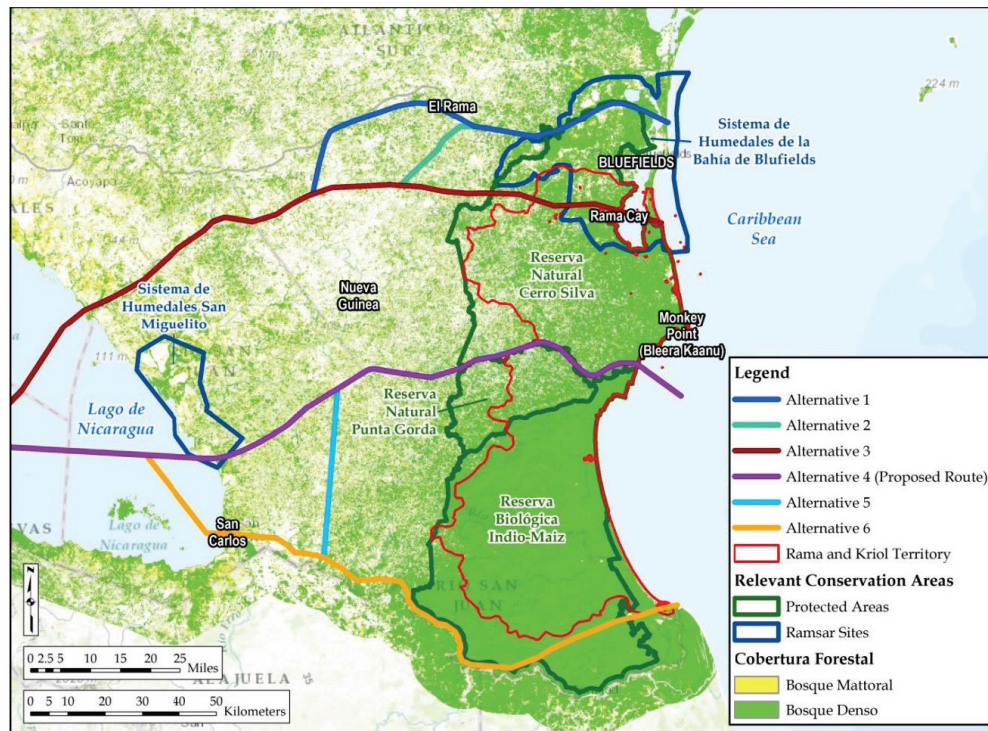 ATLANTICO
SUR
224 m
El Rama
Sistema de
Humedales de la
Bahía de Blufields
Santo
BLUEFIELDS
Acoyapa
Rama Cay
Caribbean
Sea
Reserva
Natural
Cerro Silva
Nueva
Guinea
Sistema de
Humedales San
Miguelito
Monkey
Point
(Bleera Kaanu)
111 m
Lago de
Nicaragua
Reserva
Natural
Punta Gorda
Reserva
Biológica
Indio-Maiz
San
Carlos
Lago de
Nicaragua
RIO SAN
JUAN
ALAJUELA
N
0 2.5 5 10 15 20 25
Miles
0 5 10 20 30 40 50
Kilometers
Legend
Alternative 1
Alternative 2
Alternative 3
Alternative 4 (Proposed Route)
Alternative 5
Alternative 6
Rama and Kriol Territory
Relevant Conservation Areas
Protected Areas
Ramsar Sites
Cobertura Forestal
Bosque Mattoral
Bosque Denso